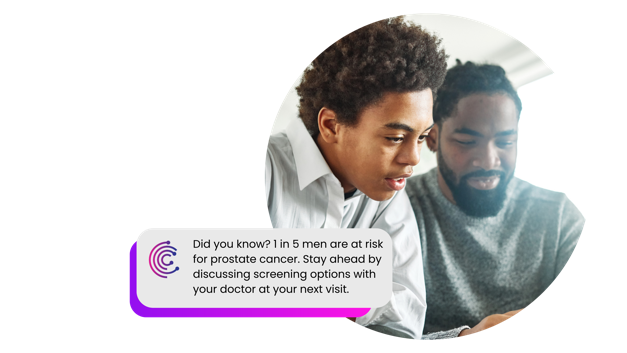 Did you know? 1 in 5 men are at risk
for prostate cancer. Stay ahead by
discussing screening options with
your doctor at your next visit.